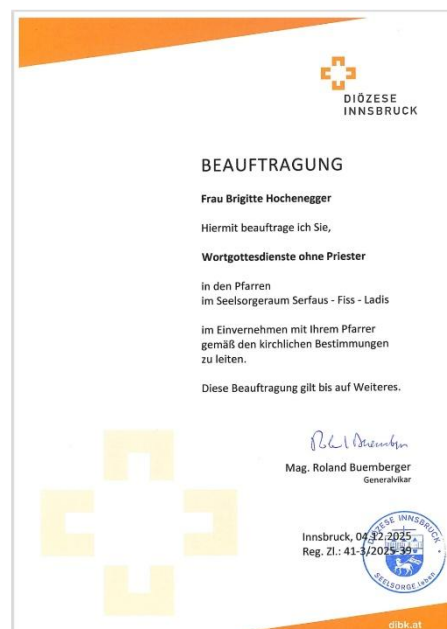 DIÖZESE
INNSBRUCK
BEAUFTRAGUNG
Frau Brigitte Hochenegger
Hiermit beauftrage ich Sie,
Wortgottesdienste ohne Priester
in den Pfarren
im Seelsorgeraum Serfaus - Fiss - Ladis
im Einvernehmen mit Ihrem Pfarrer
gemäß den kirchlichen Bestimmungen
zu leiten.
Diese Beauftragung gilt bis auf Weiteres.
Mag. Roland Buemberger
Generalvikar
Innsbruck, 04.12.2025
Reg. Zl.: 41-3/2025-39
DIÖZESE INNSBRUCK
SEELSORGE.leben
dibk.at